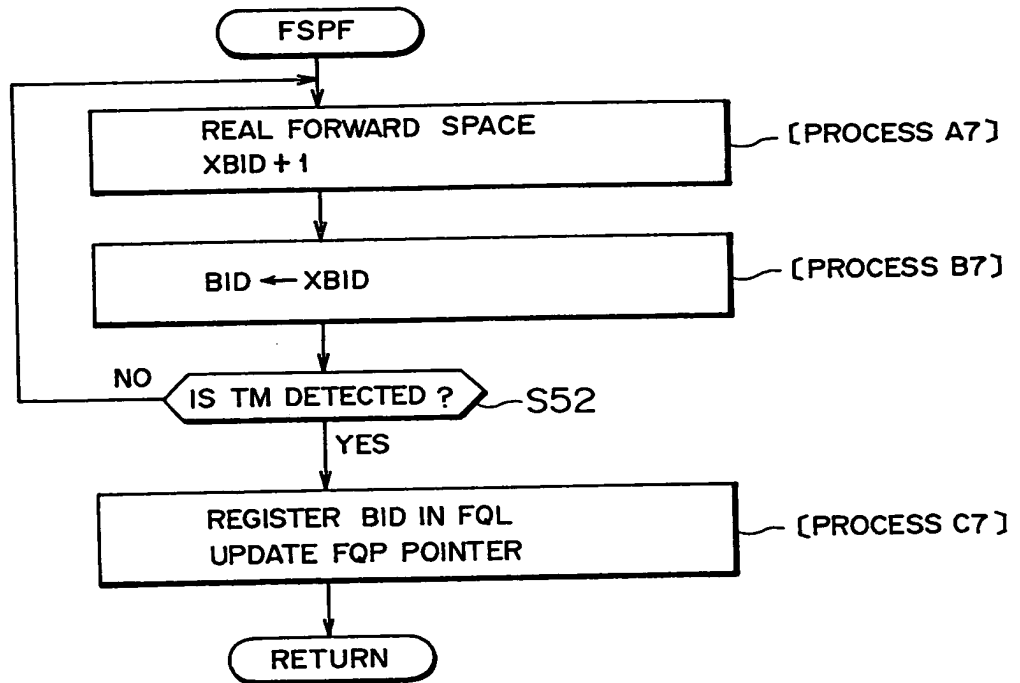 FSPF
REAL FORWARD SPACE
XBID + 1
[PROCESS A7]
BID ← XBID
[PROCESS B7]
NO
IS TM DETECTED ?
S52
YES
REGISTER BID IN FQL
UPDATE FQP POINTER
[PROCESS C7]
RETURN